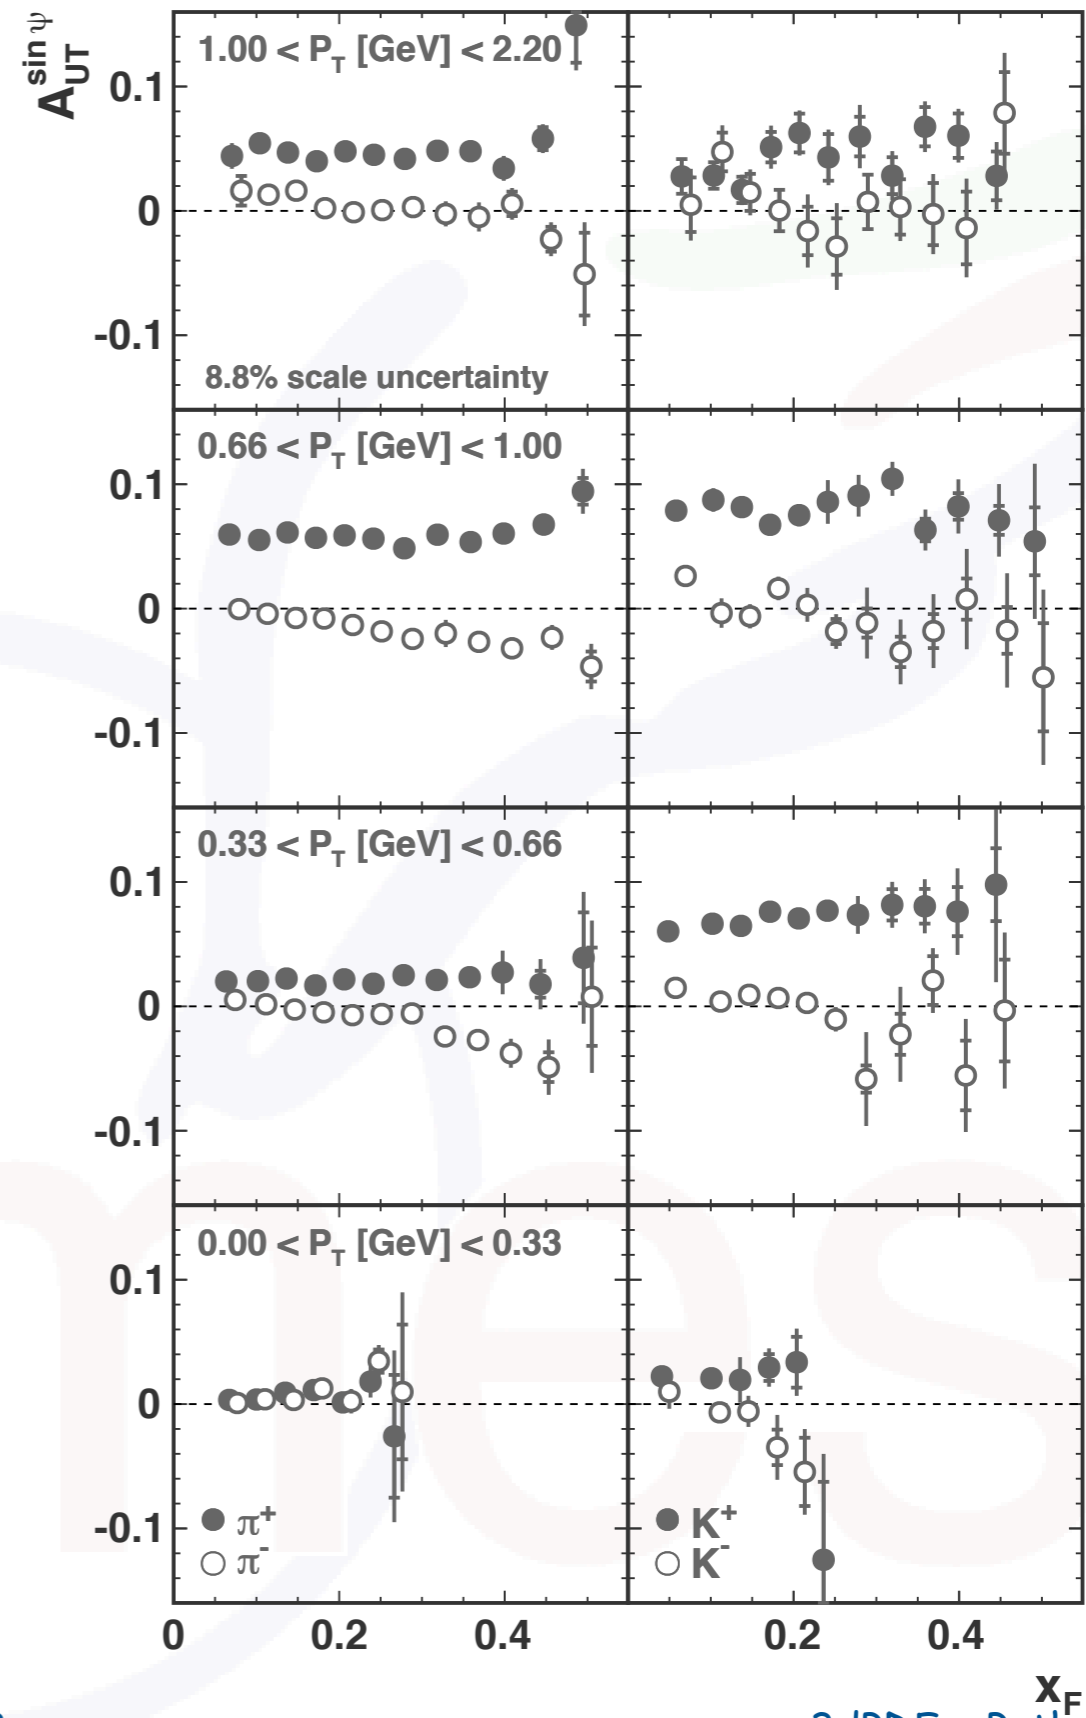 A_UT^sin ψ
1.00 < P_T [GeV] < 2.20
0.1
0
-0.1
8.8% scale uncertainty
0.66 < P_T [GeV] < 1.00
0.1
0
-0.1
0.33 < P_T [GeV] < 0.66
0.1
0
-0.1
0.00 < P_T [GeV] < 0.33
0.1
0
-0.1
π⁺ K⁺
π⁻ K⁻
0 0.2 0.4 0.2 0.4
x_F
mes